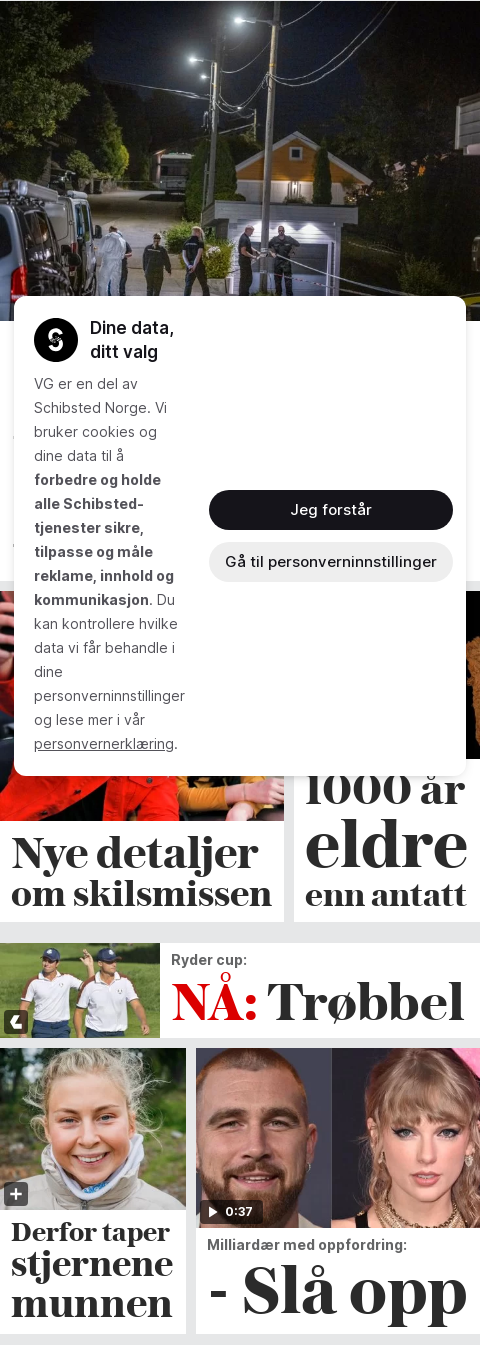 Dine data,
ditt valg
VG er en del av
Schibsted Norge. Vi
bruker cookies og
dine data til å
forbedre og holde
alle Schibsted-
tjenester sikre,
tilpasse og måle
reklame, innhold og
kommunikasjon. Du
kan kontrollere hvilke
data vi får behandle i
dine
personverninnstillinger
og lese mer i vår
personvernerklæring.
Jeg forstår
Gå til personverninnstillinger
Nye detaljer
om skilsmissen
1000 år
eldre
enn antatt
Ryder cup:
NÅ: Trøbbel
Derfor taper
stjernene
munnen
0:37
Milliardær med oppfordring:
- Slå opp